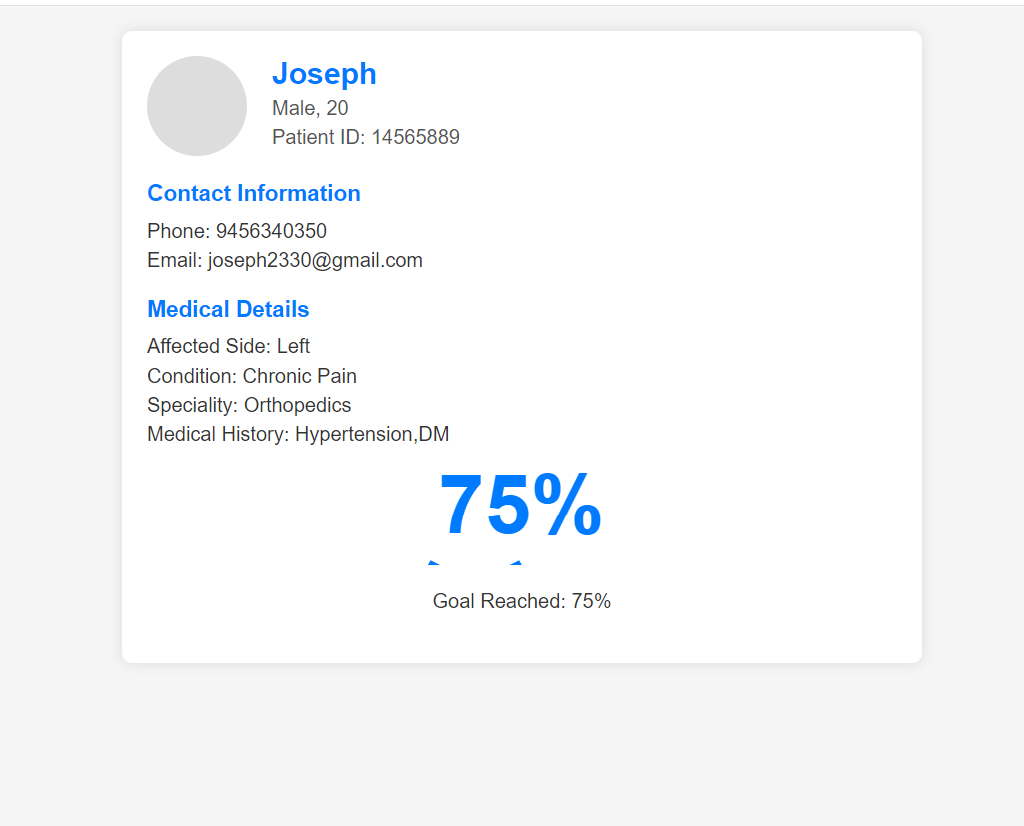 Joseph
Male, 20
Patient ID: 14565889
Contact Information
Phone: 9456340350
Email: joseph2330@gmail.com
Medical Details
Affected Side: Left
Condition: Chronic Pain
Speciality: Orthopedics
Medical History: Hypertension,DM
75%
Goal Reached: 75%